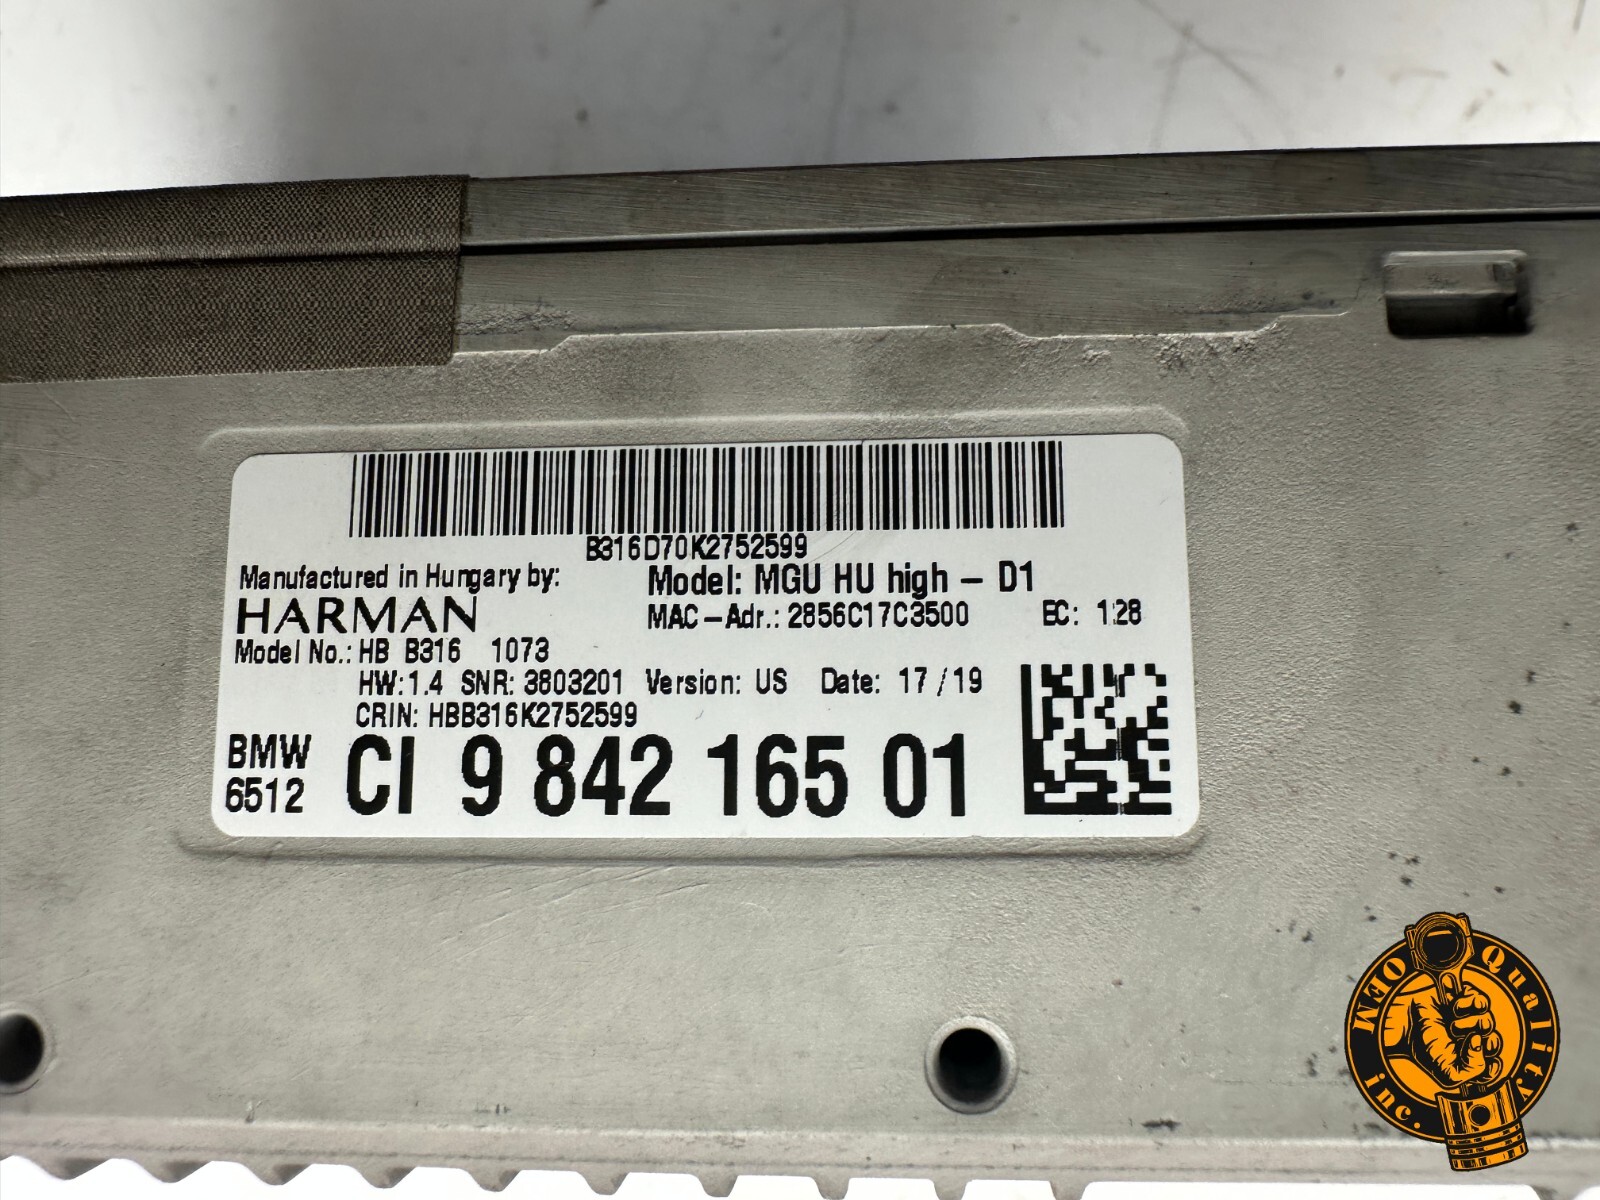 B316D70K2752599
Manufactured in Hungary by:
HARMAN
Model: MGU HU high – D1
MAC–Adr.: 2856C17C3500 EC: 128
Model No.: HB B316 1073
HW:1.4 SNR: 3803201 Version: US Date: 17/19
CRIN: HBB316K2752599
BMW
6512
CI 9 842 165 01
OEM Quality
inc.